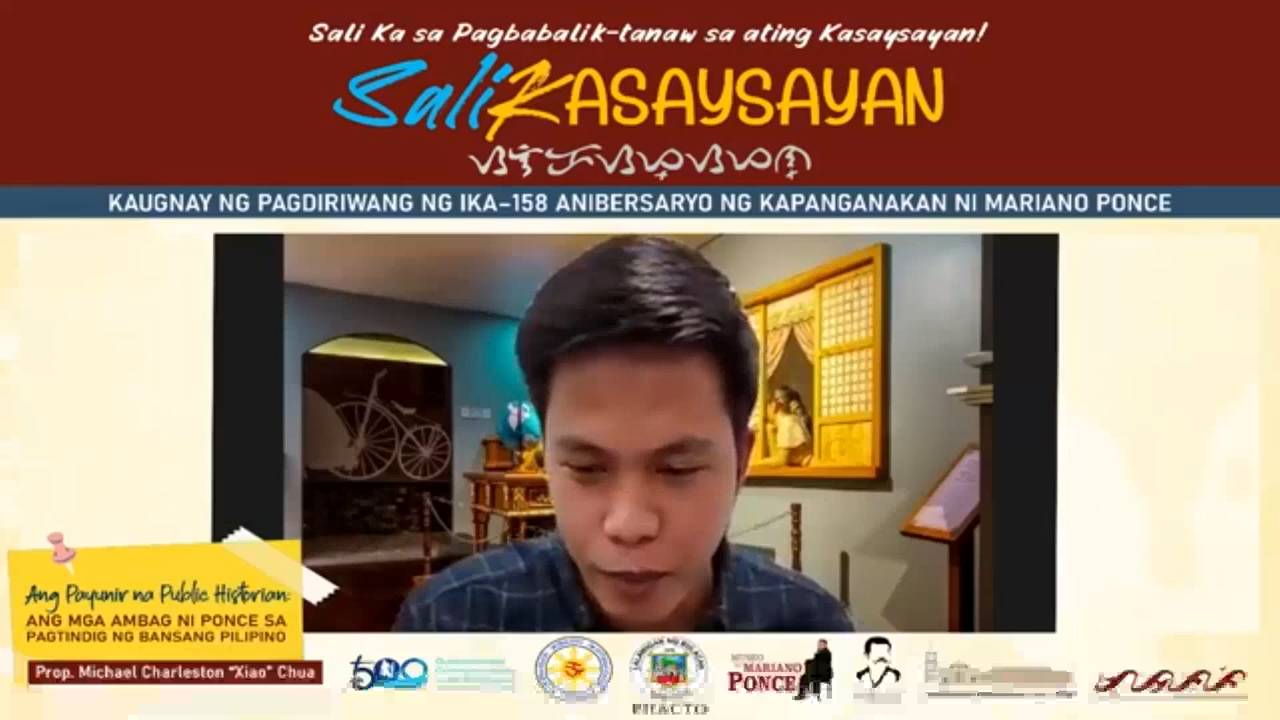 Sali Ka sa Pagbabalik-tanaw sa ating Kasaysayan!
SaliKASAYSAYAN
KAUGNAY NG PAGDIRIWANG NG IKA-158 ANIBERSARYO NG KAPANGANAKAN NI MARIANO PONCE
Ang Payunir na Public Historian:
ANG MGA AMBAG NI PONCE SA
PAGTINDIG NG BANSANG PILIPINO
Prop. Michael Charleston "Xiao" Chua
500
MUSEO
NI MARIANO
PONCE
PHACTO